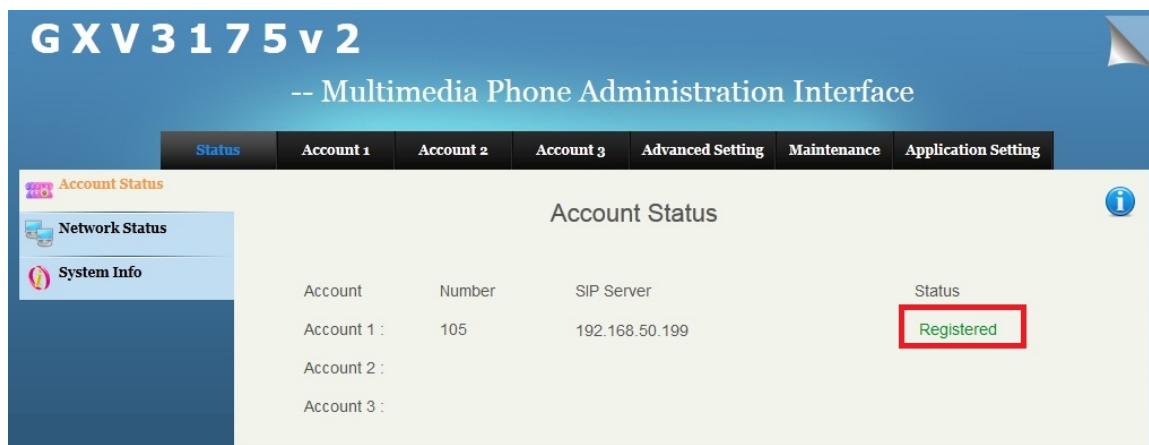 GXV3175v2
-- Multimedia Phone Administration Interface
Status Account 1 Account 2 Account 3 Advanced Setting Maintenance Application Setting
Account Status
Network Status
System Info
Account Status
Account Number SIP Server Status
Account 1 : 105 192.168.50.199 Registered
Account 2 :
Account 3 :